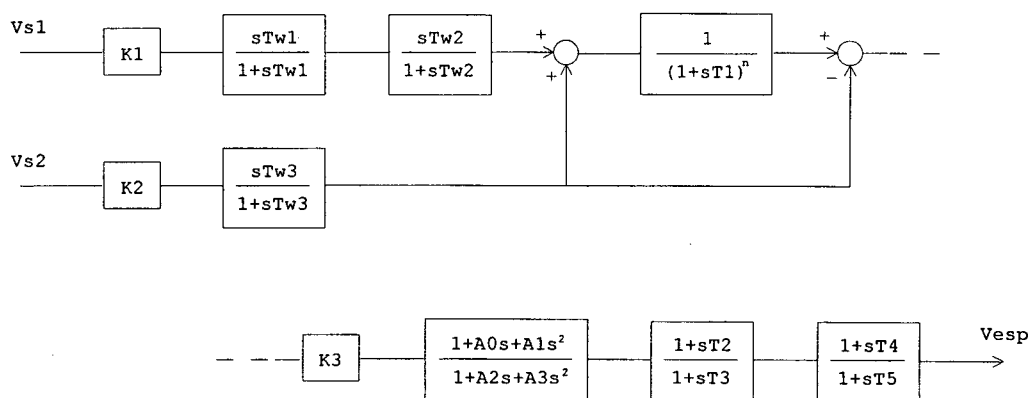 Vs1
K1
sTw1
1+sTw1
sTw2
1+sTw2
+
+
1
(1+sT1)ⁿ
+
−
Vs2
K2
sTw3
1+sTw3
K3
1+A0s+A1s²
1+A2s+A3s²
1+sT2
1+sT3
1+sT4
1+sT5
Vesp